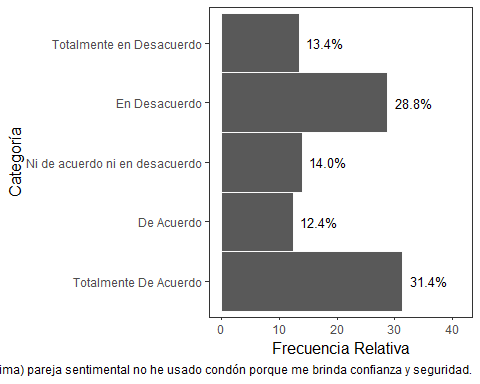 Totalmente en Desacuerdo
13.4%
En Desacuerdo
28.8%
Ni de acuerdo ni en desacuerdo
14.0%
De Acuerdo
12.4%
Totalmente De Acuerdo
31.4%
Categoría
0 10 20 30 40
Frecuencia Relativa
ima) pareja sentimental no he usado condón porque me brinda confianza y seguridad.